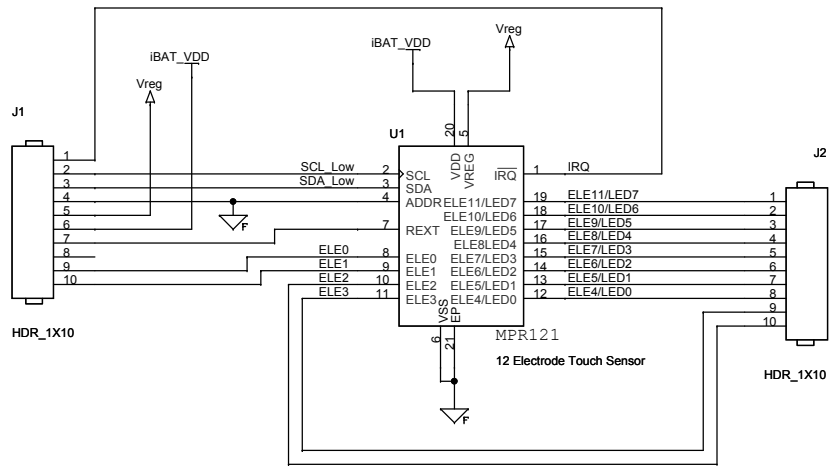 iBAT_VDD
Vreg
J1
1
2
3
4
5
6
7
8
9
10
HDR_1X10
SCL_Low
SDA_Low
ELE0
ELE1
ELE2
ELE3
iBAT_VDD
Vreg
U1
20
5
VDD
VREG
2 SCL
3 SDA
4 ADDR
7 REXT
8 ELE0
9 ELE1
10 ELE2
11 ELE3
IRQ 1 IRQ
ELE11/LED7 19 ELE11/LED7
ELE10/LED6 18 ELE10/LED6
ELE9/LED5 17 ELE9/LED5
ELE8LED4 16 ELE8/LED4
ELE7/LED3 15 ELE7/LED3
ELE6/LED2 14 ELE6/LED2
ELE5/LED1 13 ELE5/LED1
ELE4/LED0 12 ELE4/LED0
VSS
EP
6
21
F
F
MPR121
12 Electrode Touch Sensor
J2
1
2
3
4
5
6
7
8
9
10
HDR_1X10